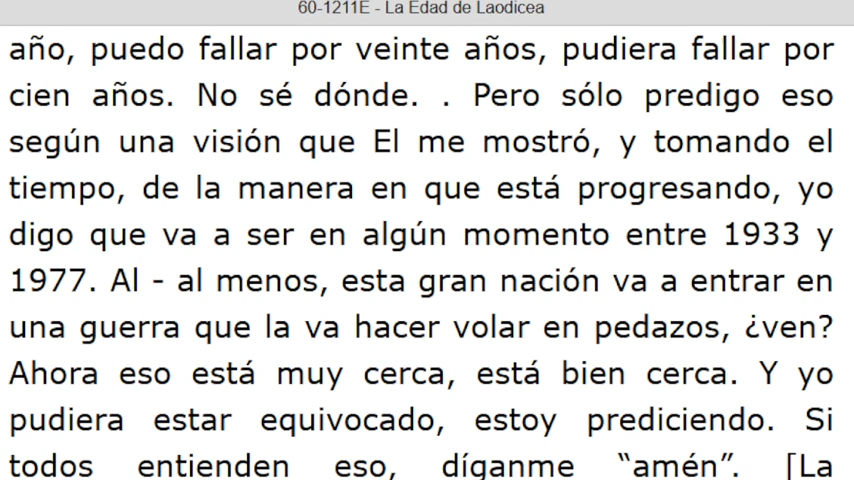 60-1211E - La Edad de Laodicea
año, puedo fallar por veinte años, pudiera fallar por
cien años. No sé dónde. . Pero sólo predigo eso
según una visión que El me mostró, y tomando el
tiempo, de la manera en que está progresando, yo
digo que va a ser en algún momento entre 1933 y
1977. Al - al menos, esta gran nación va a entrar en
una guerra que la va hacer volar en pedazos, ¿ven?
Ahora eso está muy cerca, está bien cerca. Y yo
pudiera estar equivocado, estoy prediciendo. Si
todos entienden eso, díganme “amén”. [La